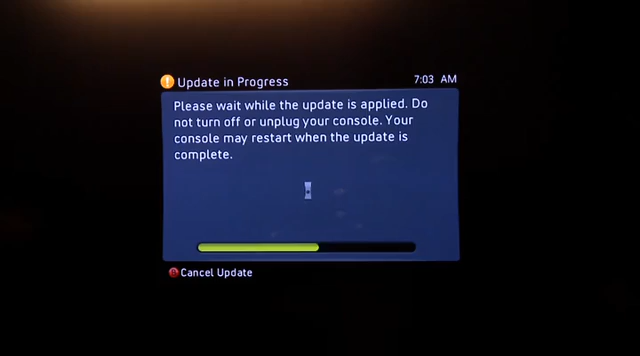 Update in Progress 7:03 AM
Please wait while the update is applied. Do
not turn off or unplug your console. Your
console may restart when the update is
complete.
B Cancel Update